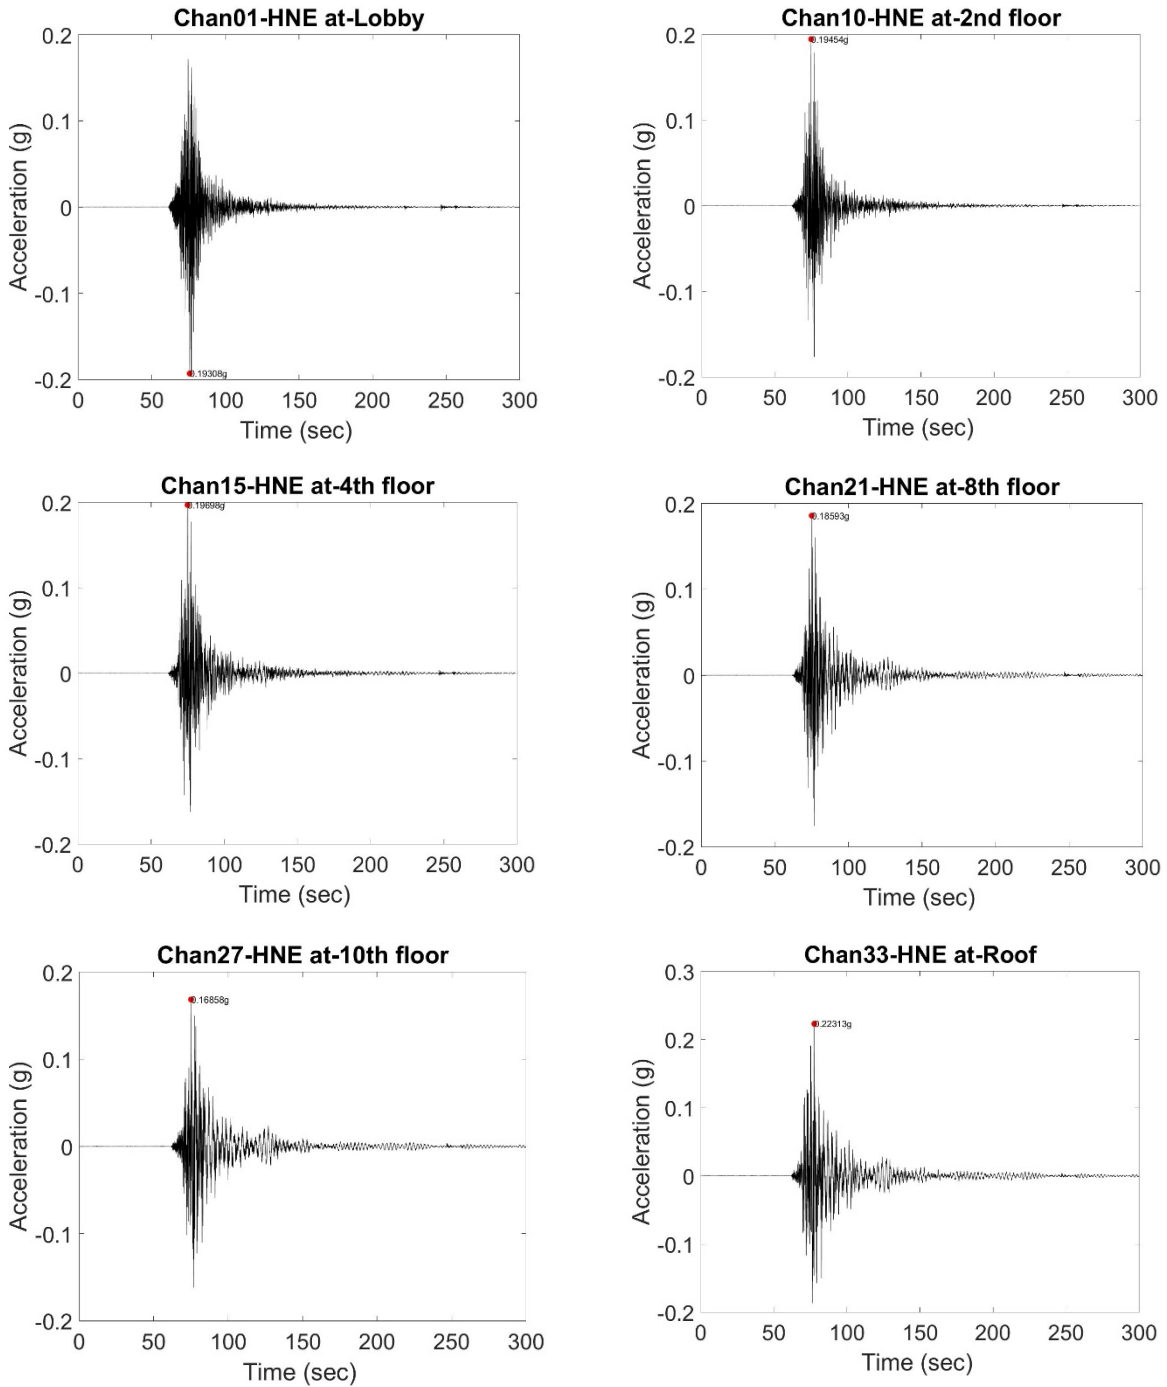 Chan01-HNE at-Lobby
0.2
0.1
0
-0.1
-0.2
Acceleration (g)
0.19308g
0 50 100 150 200 250 300
Time (sec)
Chan10-HNE at-2nd floor
0.2
0.1
0
-0.1
-0.2
Acceleration (g)
0.19454g
0 50 100 150 200 250 300
Time (sec)
Chan15-HNE at-4th floor
0.2
0.1
0
-0.1
-0.2
Acceleration (g)
0.19698g
0 50 100 150 200 250 300
Time (sec)
Chan21-HNE at-8th floor
0.2
0.1
0
-0.1
-0.2
Acceleration (g)
0.18593g
0 50 100 150 200 250 300
Time (sec)
Chan27-HNE at-10th floor
0.2
0.1
0
-0.1
-0.2
Acceleration (g)
0.16858g
0 50 100 150 200 250 300
Time (sec)
Chan33-HNE at-Roof
0.3
0.2
0.1
0
-0.1
-0.2
Acceleration (g)
0.22313g
0 50 100 150 200 250 300
Time (sec)